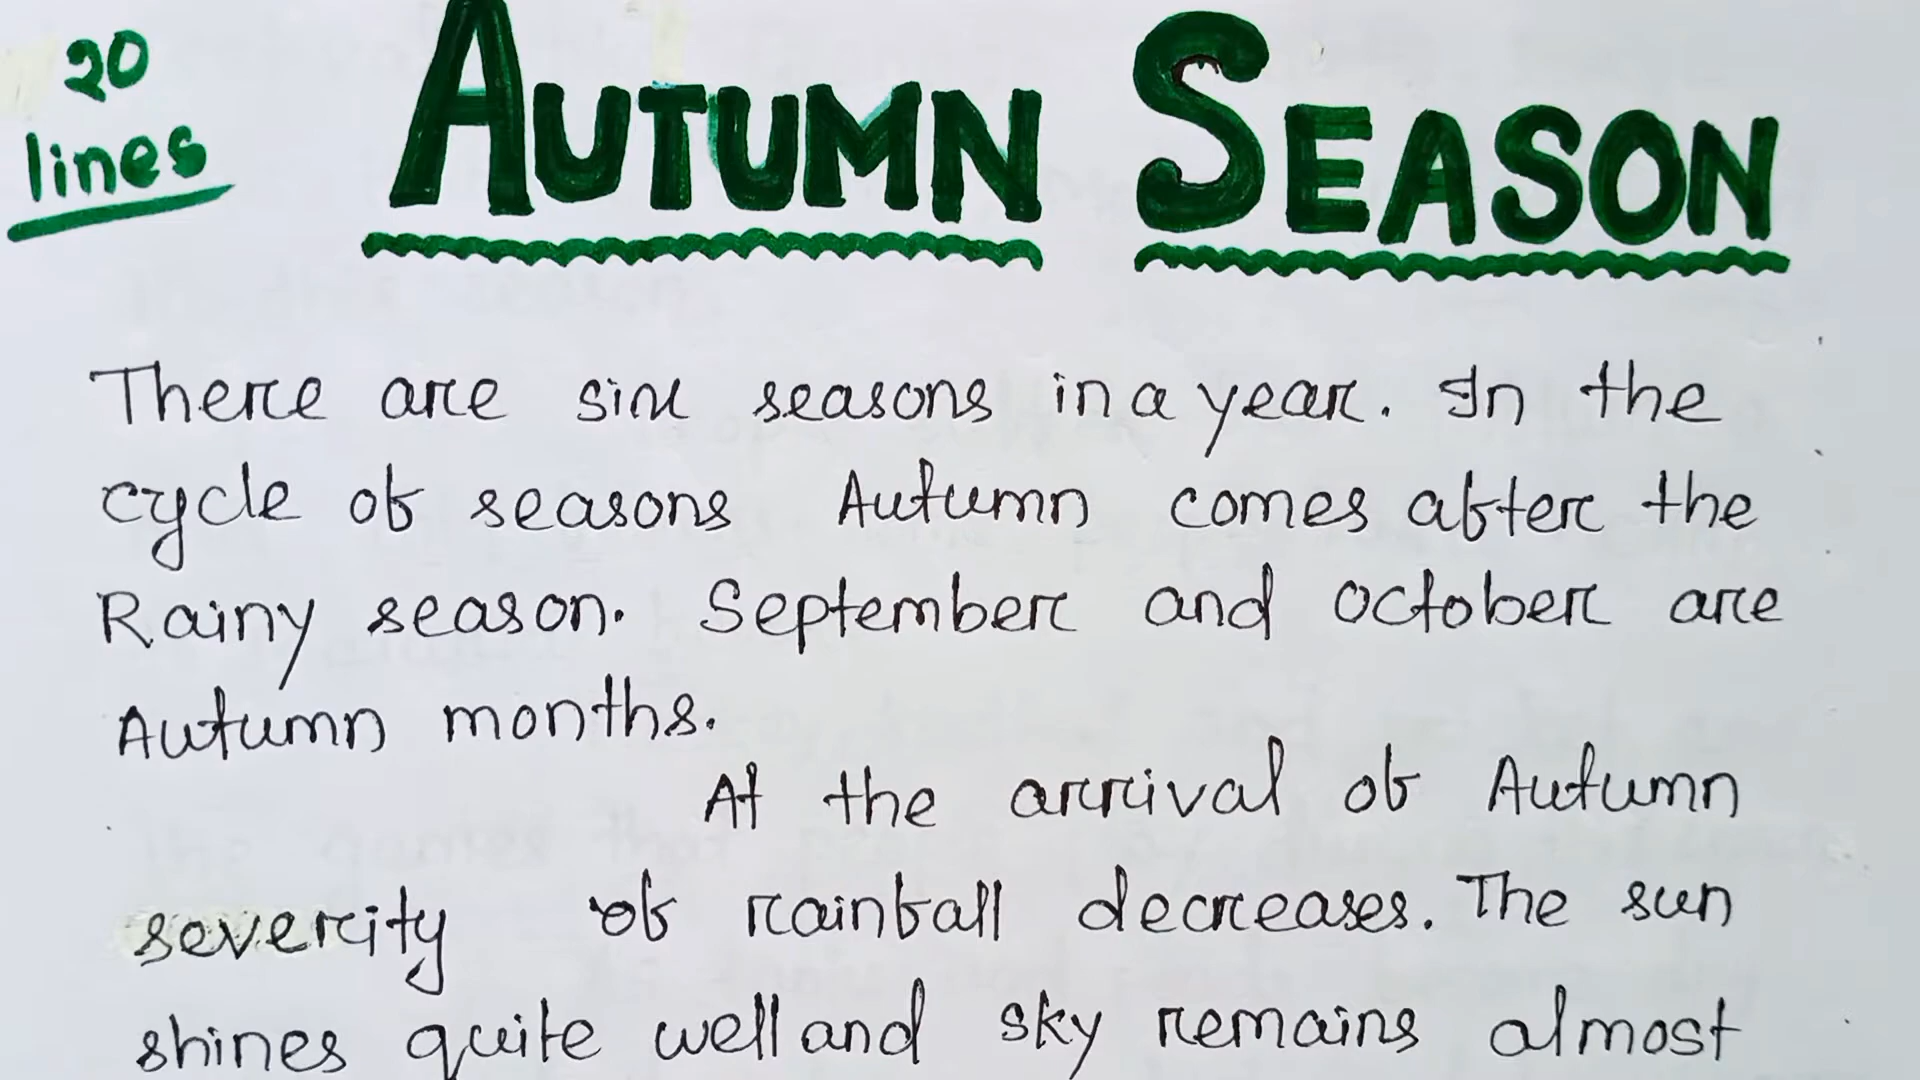 20
lines
AUTUMN SEASON
There are six seasons in a year. In the
cycle of seasons Autumn comes after the
Rainy season. September and October are
Autumn months.
At the arrival of Autumn
severity of rainfall decreases. The sun
shines quite well and sky remains almost